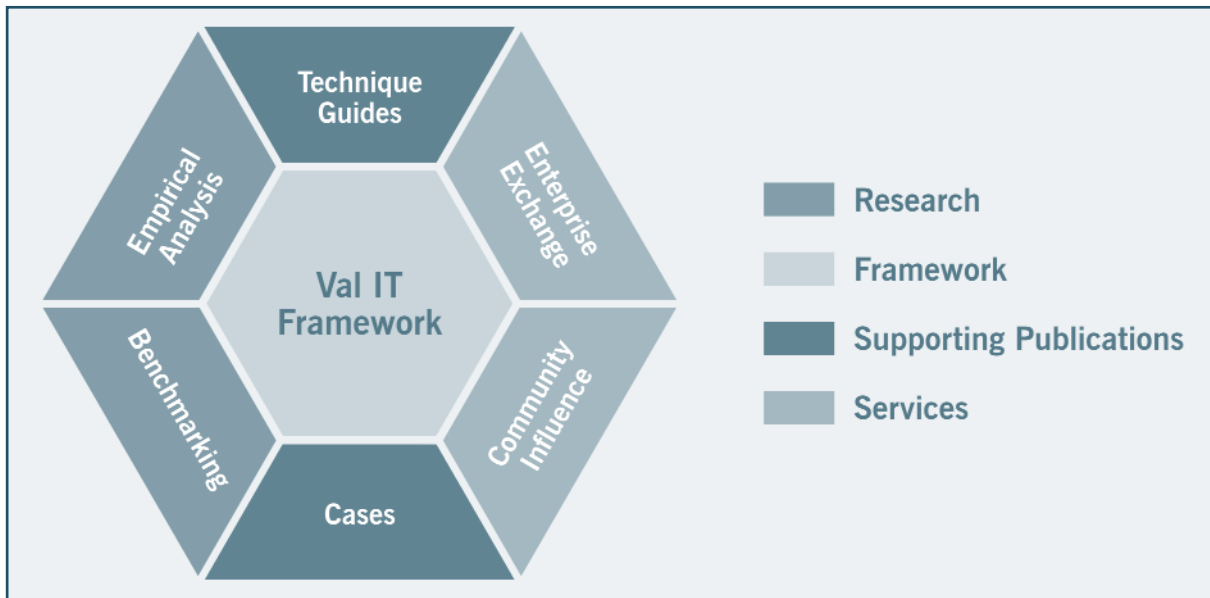 Technique
Guides
Empirical
Analysis
Enterprise
Exchange
Val IT
Framework
Benchmarking
Community
Influence
Cases
Research
Framework
Supporting Publications
Services